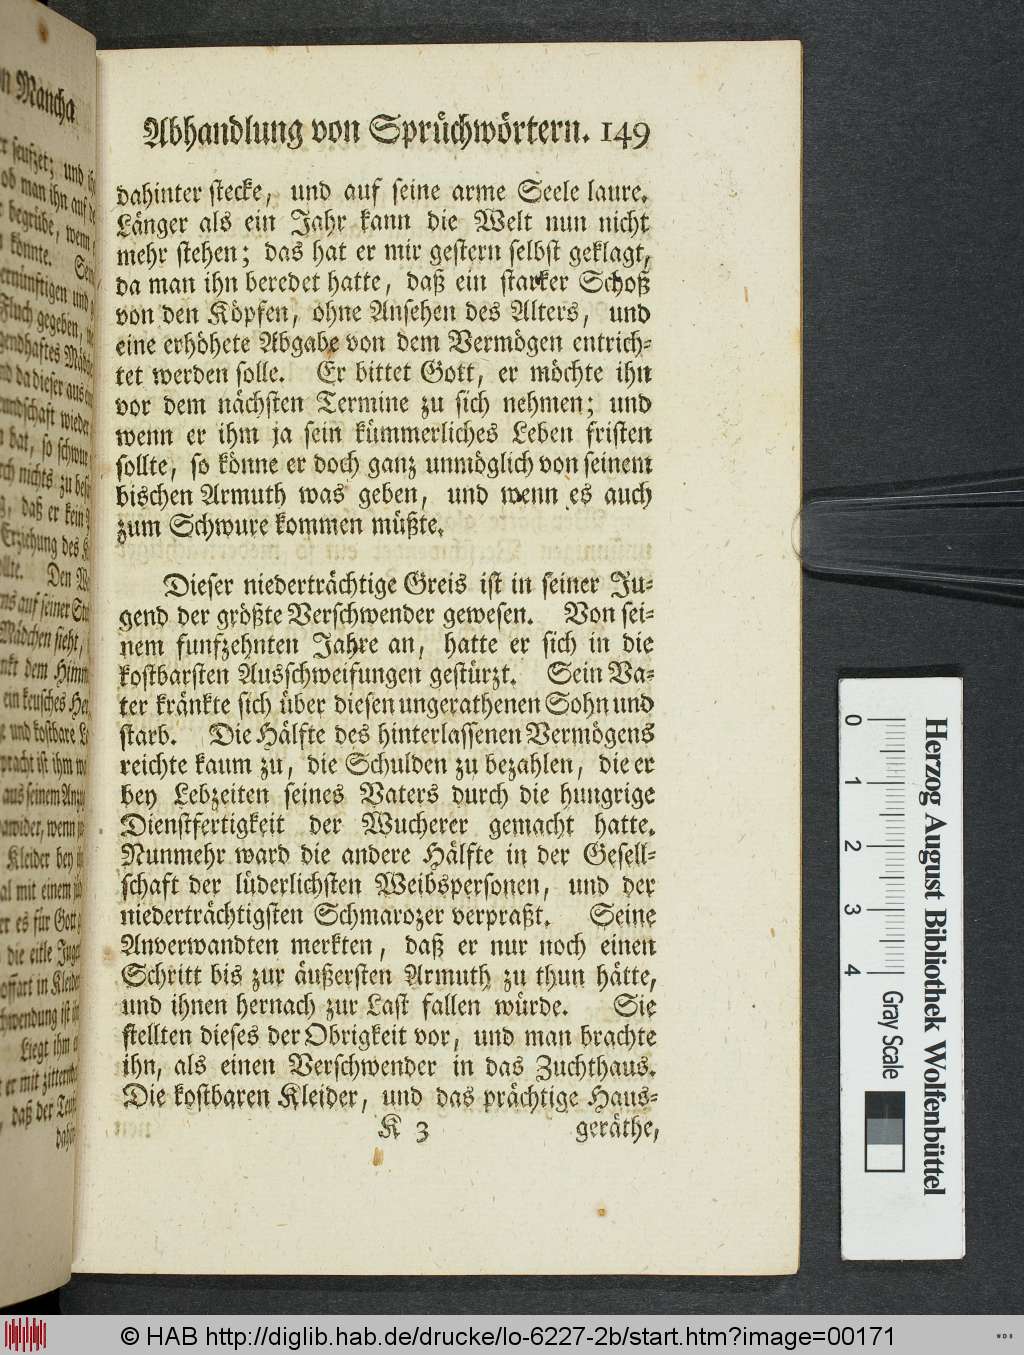 Abhandlung von Sprüchwörtern. 149
dahinter stecke, und auf seine arme Seele laure.
Länger als ein Jahr kann die Welt nun nicht
mehr stehen; das hat er mir gestern selbst geklagt,
da man ihn beredet hatte, daß ein starker Schoß
von den Köpfen, ohne Ansehen des Alters, und
eine erhöhete Abgabe von dem Vermögen entrich-
tet werden solle. Er bittet Gott, er möchte ihn
vor dem nächsten Termine zu sich nehmen; und
wenn er ihm ja sein kümmerliches Leben fristen
sollte, so könne er doch ganz unmöglich von seinem
bischen Armuth was geben, und wenn es auch
zum Schwure kommen müßte.
Dieser niederträchtige Greis ist in seiner Ju-
gend der größte Verschwender gewesen. Von sei-
nem funfzehnten Jahre an, hatte er sich in die
kostbarsten Ausschweifungen gestürzt. Sein Va-
ter kränkte sich über diesen ungerathenen Sohn und
starb. Die Hälfte des hinterlassenen Vermögens
reichte kaum zu, die Schulden zu bezahlen, die er
bey Lebzeiten seines Vaters durch die hungrige
Dienstfertigkeit der Wucherer gemacht hatte.
Nunmehr ward die andere Hälfte in der Gesell-
schaft der lüderlichsten Weibspersonen, und der
niederträchtigsten Schmarozer verpraßt. Seine
Anverwandten merkten, daß er nur noch einen
Schritt bis zur äußersten Armuth zu thun hätte,
und ihnen hernach zur Last fallen würde. Sie
stellten dieses der Obrigkeit vor, und man brachte
ihn, als einen Verschwender in das Zuchthaus.
Die kostbaren Kleider, und das prächtige Haus-
K 3 geräthe,
Herzog August Bibliothek Wolfenbüttel
0 1 2 3 4 Gray Scale
© HAB http://diglib.hab.de/drucke/lo-6227-2b/start.htm?image=00171